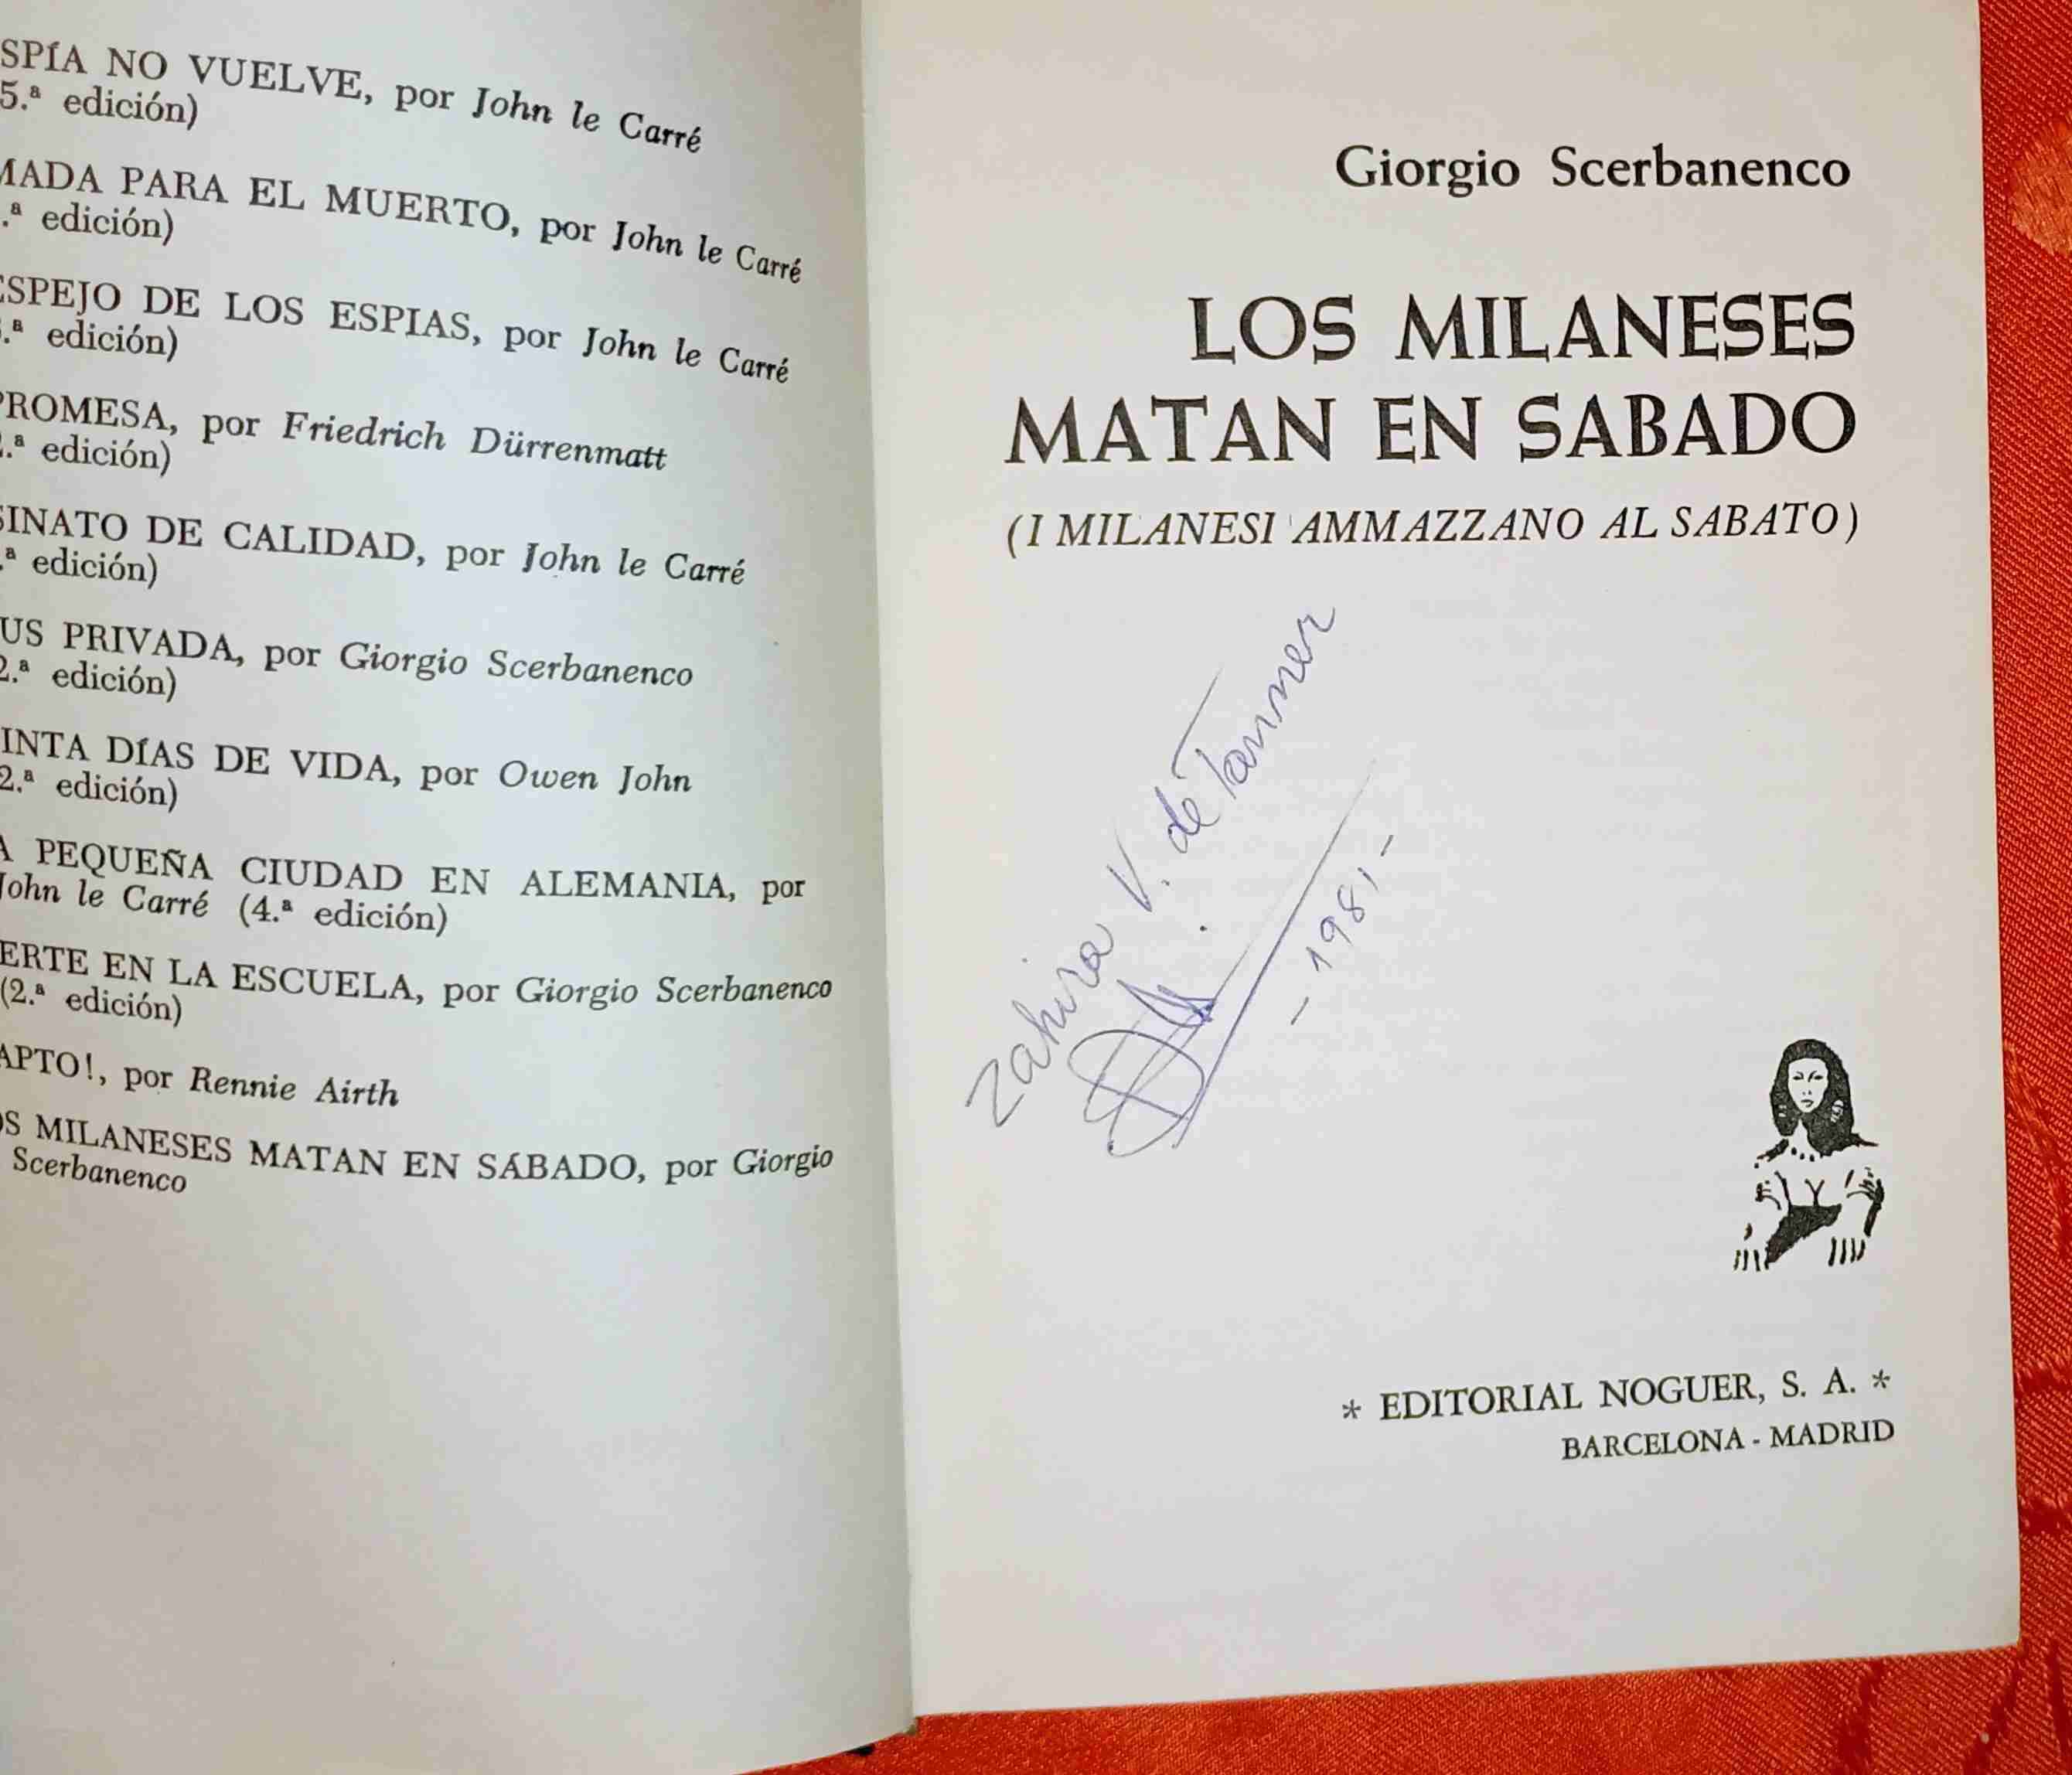 SPÍA NO VUELVE, por John le Carré
5.ª edición)
MADA PARA EL MUERTO, por John le Carré
.ª edición)
ESPEJO DE LOS ESPIAS, por John le Carré
.ª edición)
PROMESA, por Friedrich Dürrenmatt
.ª edición)
SINATO DE CALIDAD, por John le Carré
.ª edición)
US PRIVADA, por Giorgio Scerbanenco
2.ª edición)
INTA DÍAS DE VIDA, por Owen John
2.ª edición)
A PEQUEÑA CIUDAD EN ALEMANIA, por
John le Carré (4.ª edición)
ERTE EN LA ESCUELA, por Giorgio Scerbanenco
(2.ª edición)
APTO!, por Rennie Airth
OS MILANESES MATAN EN SÁBADO, por Giorgio
Scerbanenco
Giorgio Scerbanenco
LOS MILANESES
MATAN EN SABADO
(I MILANESI AMMAZZANO AL SABATO)
Zahira V. de Tanner
- 1981 -
* EDITORIAL NOGUER, S. A. *
BARCELONA - MADRID